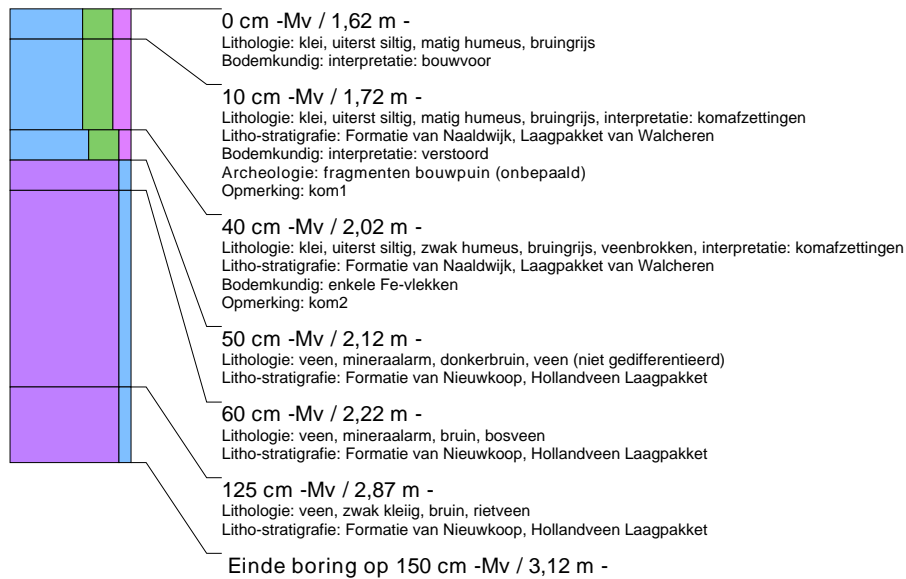 0 cm -Mv / 1,62 m -
Lithologie: klei, uiterst siltig, matig humeus, bruingrijs
Bodemkundig: interpretatie: bouwvoor
10 cm -Mv / 1,72 m -
Lithologie: klei, uiterst siltig, matig humeus, bruingrijs, interpretatie: komafzettingen
Litho-stratigrafie: Formatie van Naaldwijk, Laagpakket van Walcheren
Bodemkundig: interpretatie: verstoord
Archeologie: fragmenten bouwpuin (onbepaald)
Opmerking: kom1
40 cm -Mv / 2,02 m -
Lithologie: klei, uiterst siltig, zwak humeus, bruingrijs, veenbrokken, interpretatie: komafzettingen
Litho-stratigrafie: Formatie van Naaldwijk, Laagpakket van Walcheren
Bodemkundig: enkele Fe-vlekken
Opmerking: kom2
50 cm -Mv / 2,12 m -
Lithologie: veen, mineraalarm, donkerbruin, veen (niet gedifferentieerd)
Litho-stratigrafie: Formatie van Nieuwkoop, Hollandveen Laagpakket
60 cm -Mv / 2,22 m -
Lithologie: veen, mineraalarm, bruin, bosveen
Litho-stratigrafie: Formatie van Nieuwkoop, Hollandveen Laagpakket
125 cm -Mv / 2,87 m -
Lithologie: veen, zwak kleiig, bruin, rietveen
Litho-stratigrafie: Formatie van Nieuwkoop, Hollandveen Laagpakket
Einde boring op 150 cm -Mv / 3,12 m -